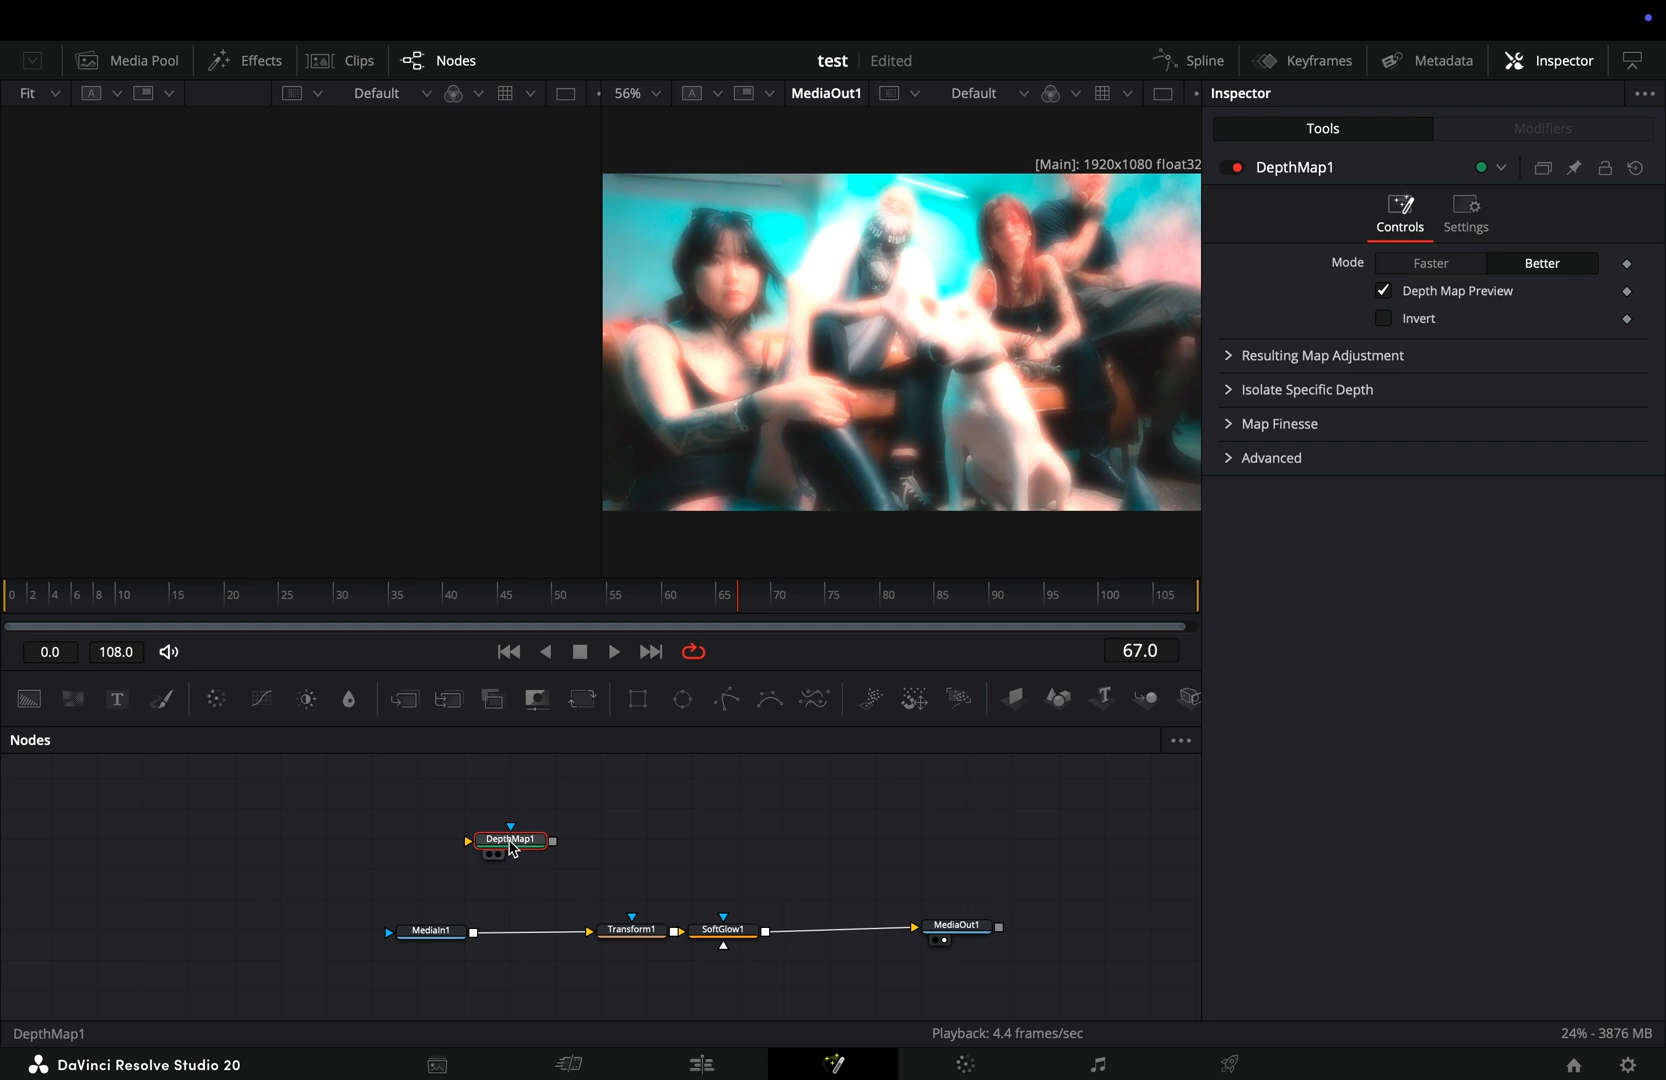 Media Pool
Effects
Clips
Nodes
test
Edited
Spline
Keyframes
Metadata
Inspector
Fit
A
Default
56%
A
MediaOut1
Default
Inspector
[Main]: 1920x1080 float32
Tools
Modifiers
DepthMap1
Controls
Settings
Mode
Faster
Better
Depth Map Preview
Invert
Resulting Map Adjustment
Isolate Specific Depth
Map Finesse
Advanced
0 2 4 6 8 10 15 20 25 30 35 40 45 50 55 60 65 70 75 80 85 90 95 100 105
0.0
108.0
67.0
T
T
Nodes
DepthMap1
MediaIn1
Transform1
SoftGlow1
MediaOut1
DepthMap1
Playback: 4.4 frames/sec
24% - 3876 MB
DaVinci Resolve Studio 20